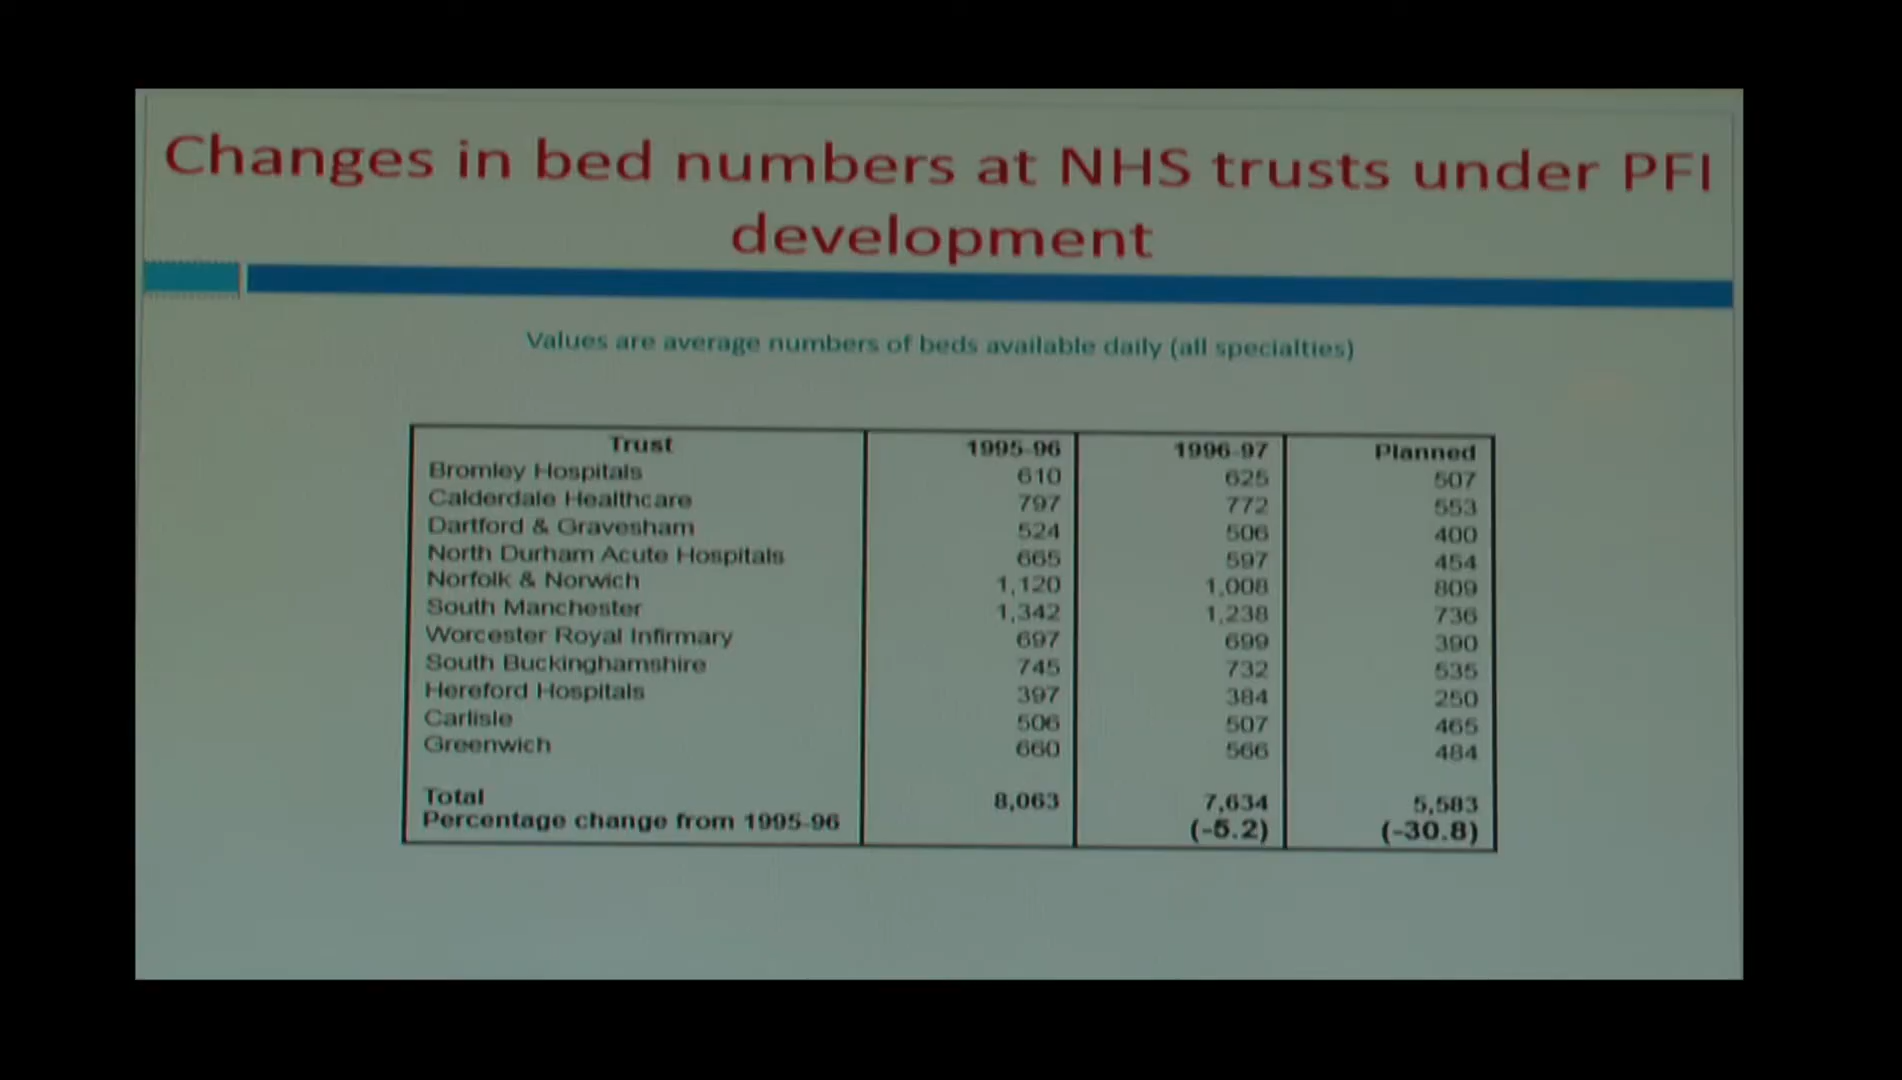 Changes in bed numbers at NHS trusts under PFI
development
Values are average numbers of beds available daily (all specialties)
Trust 1995-96 1996-97 Planned
Bromley Hospitals 610 625 507
Calderdale Healthcare 797 772 553
Dartford & Gravesham 524 506 400
North Durham Acute Hospitals 665 597 454
Norfolk & Norwich 1,120 1,008 809
South Manchester 1,342 1,238 736
Worcester Royal Infirmary 697 699 390
South Buckinghamshire 745 732 535
Hereford Hospitals 397 384 250
Carlisle 506 507 465
Greenwich 660 566 484
Total 8,063 7,634 5,583
Percentage change from 1995-96 (-5.2) (-30.8)